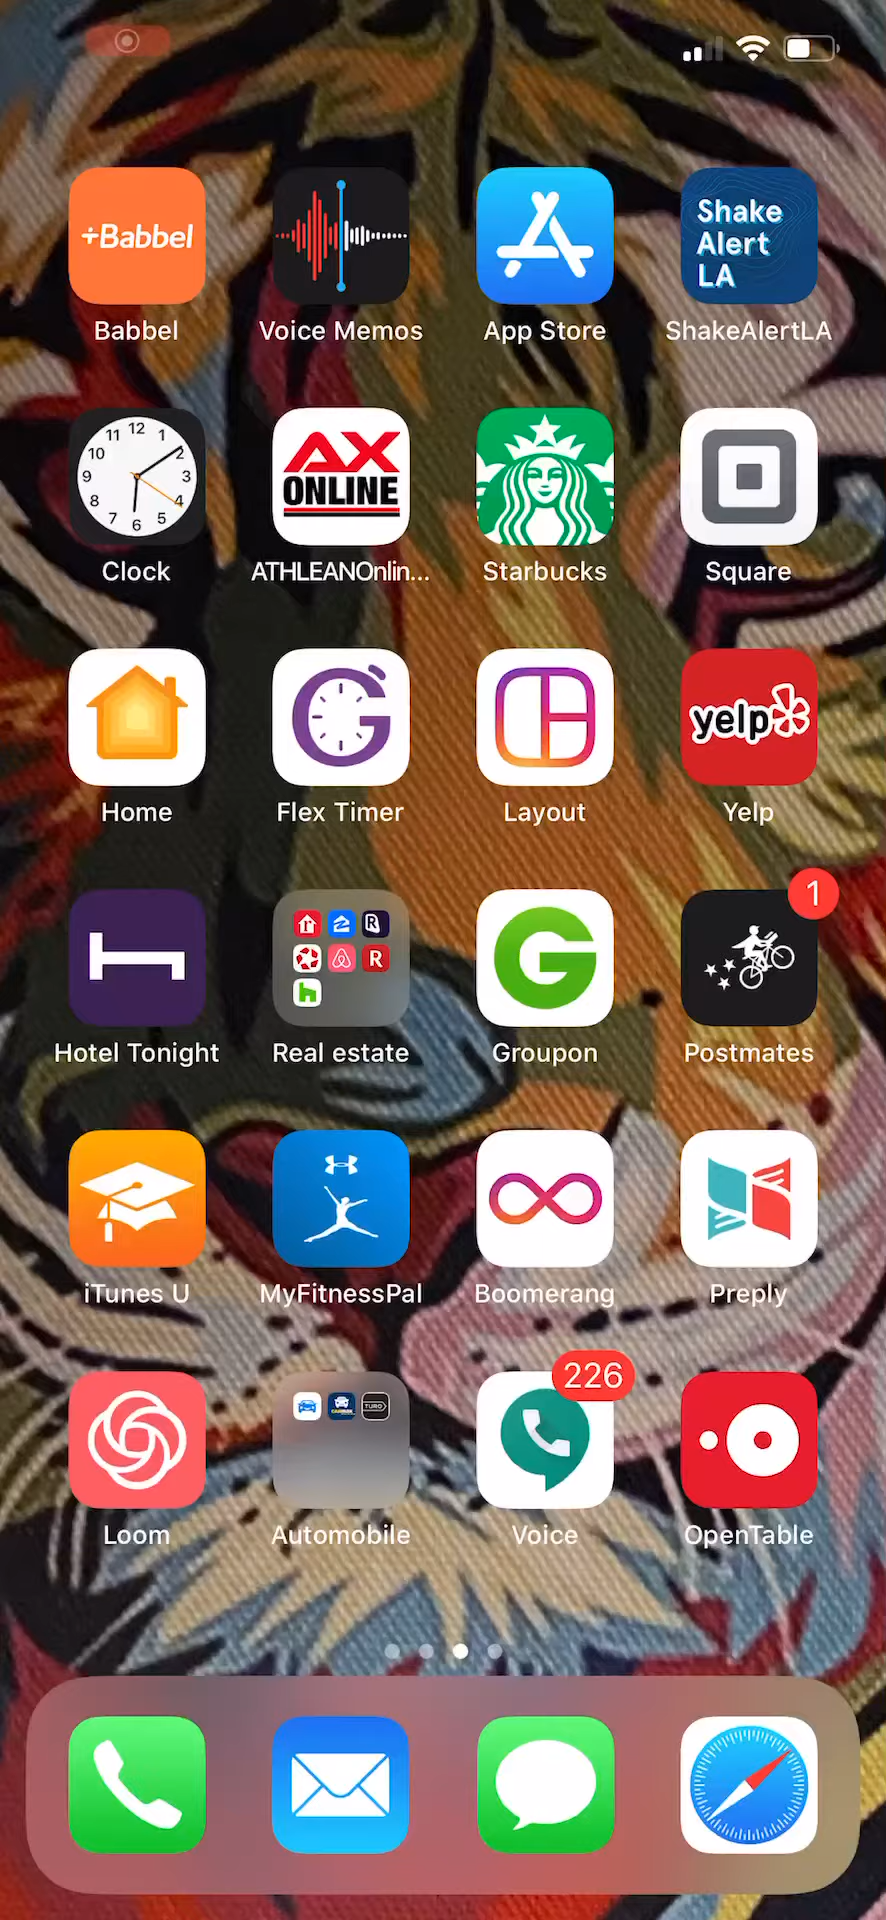 +Babbel
Shake
Alert
LA
Babbel
Voice Memos
App Store
ShakeAlertLA
12
11
1
10
2
9
3
8
4
7
5
6
AX
ONLINE
Clock
ATHLEANOnlin...
Starbucks
Square
yelp
Home
Flex Timer
Layout
Yelp
1
R
R
Hotel Tonight
Real estate
Groupon
Postmates
iTunes U
MyFitnessPal
Boomerang
Preply
226
TURO
Loom
Automobile
Voice
OpenTable